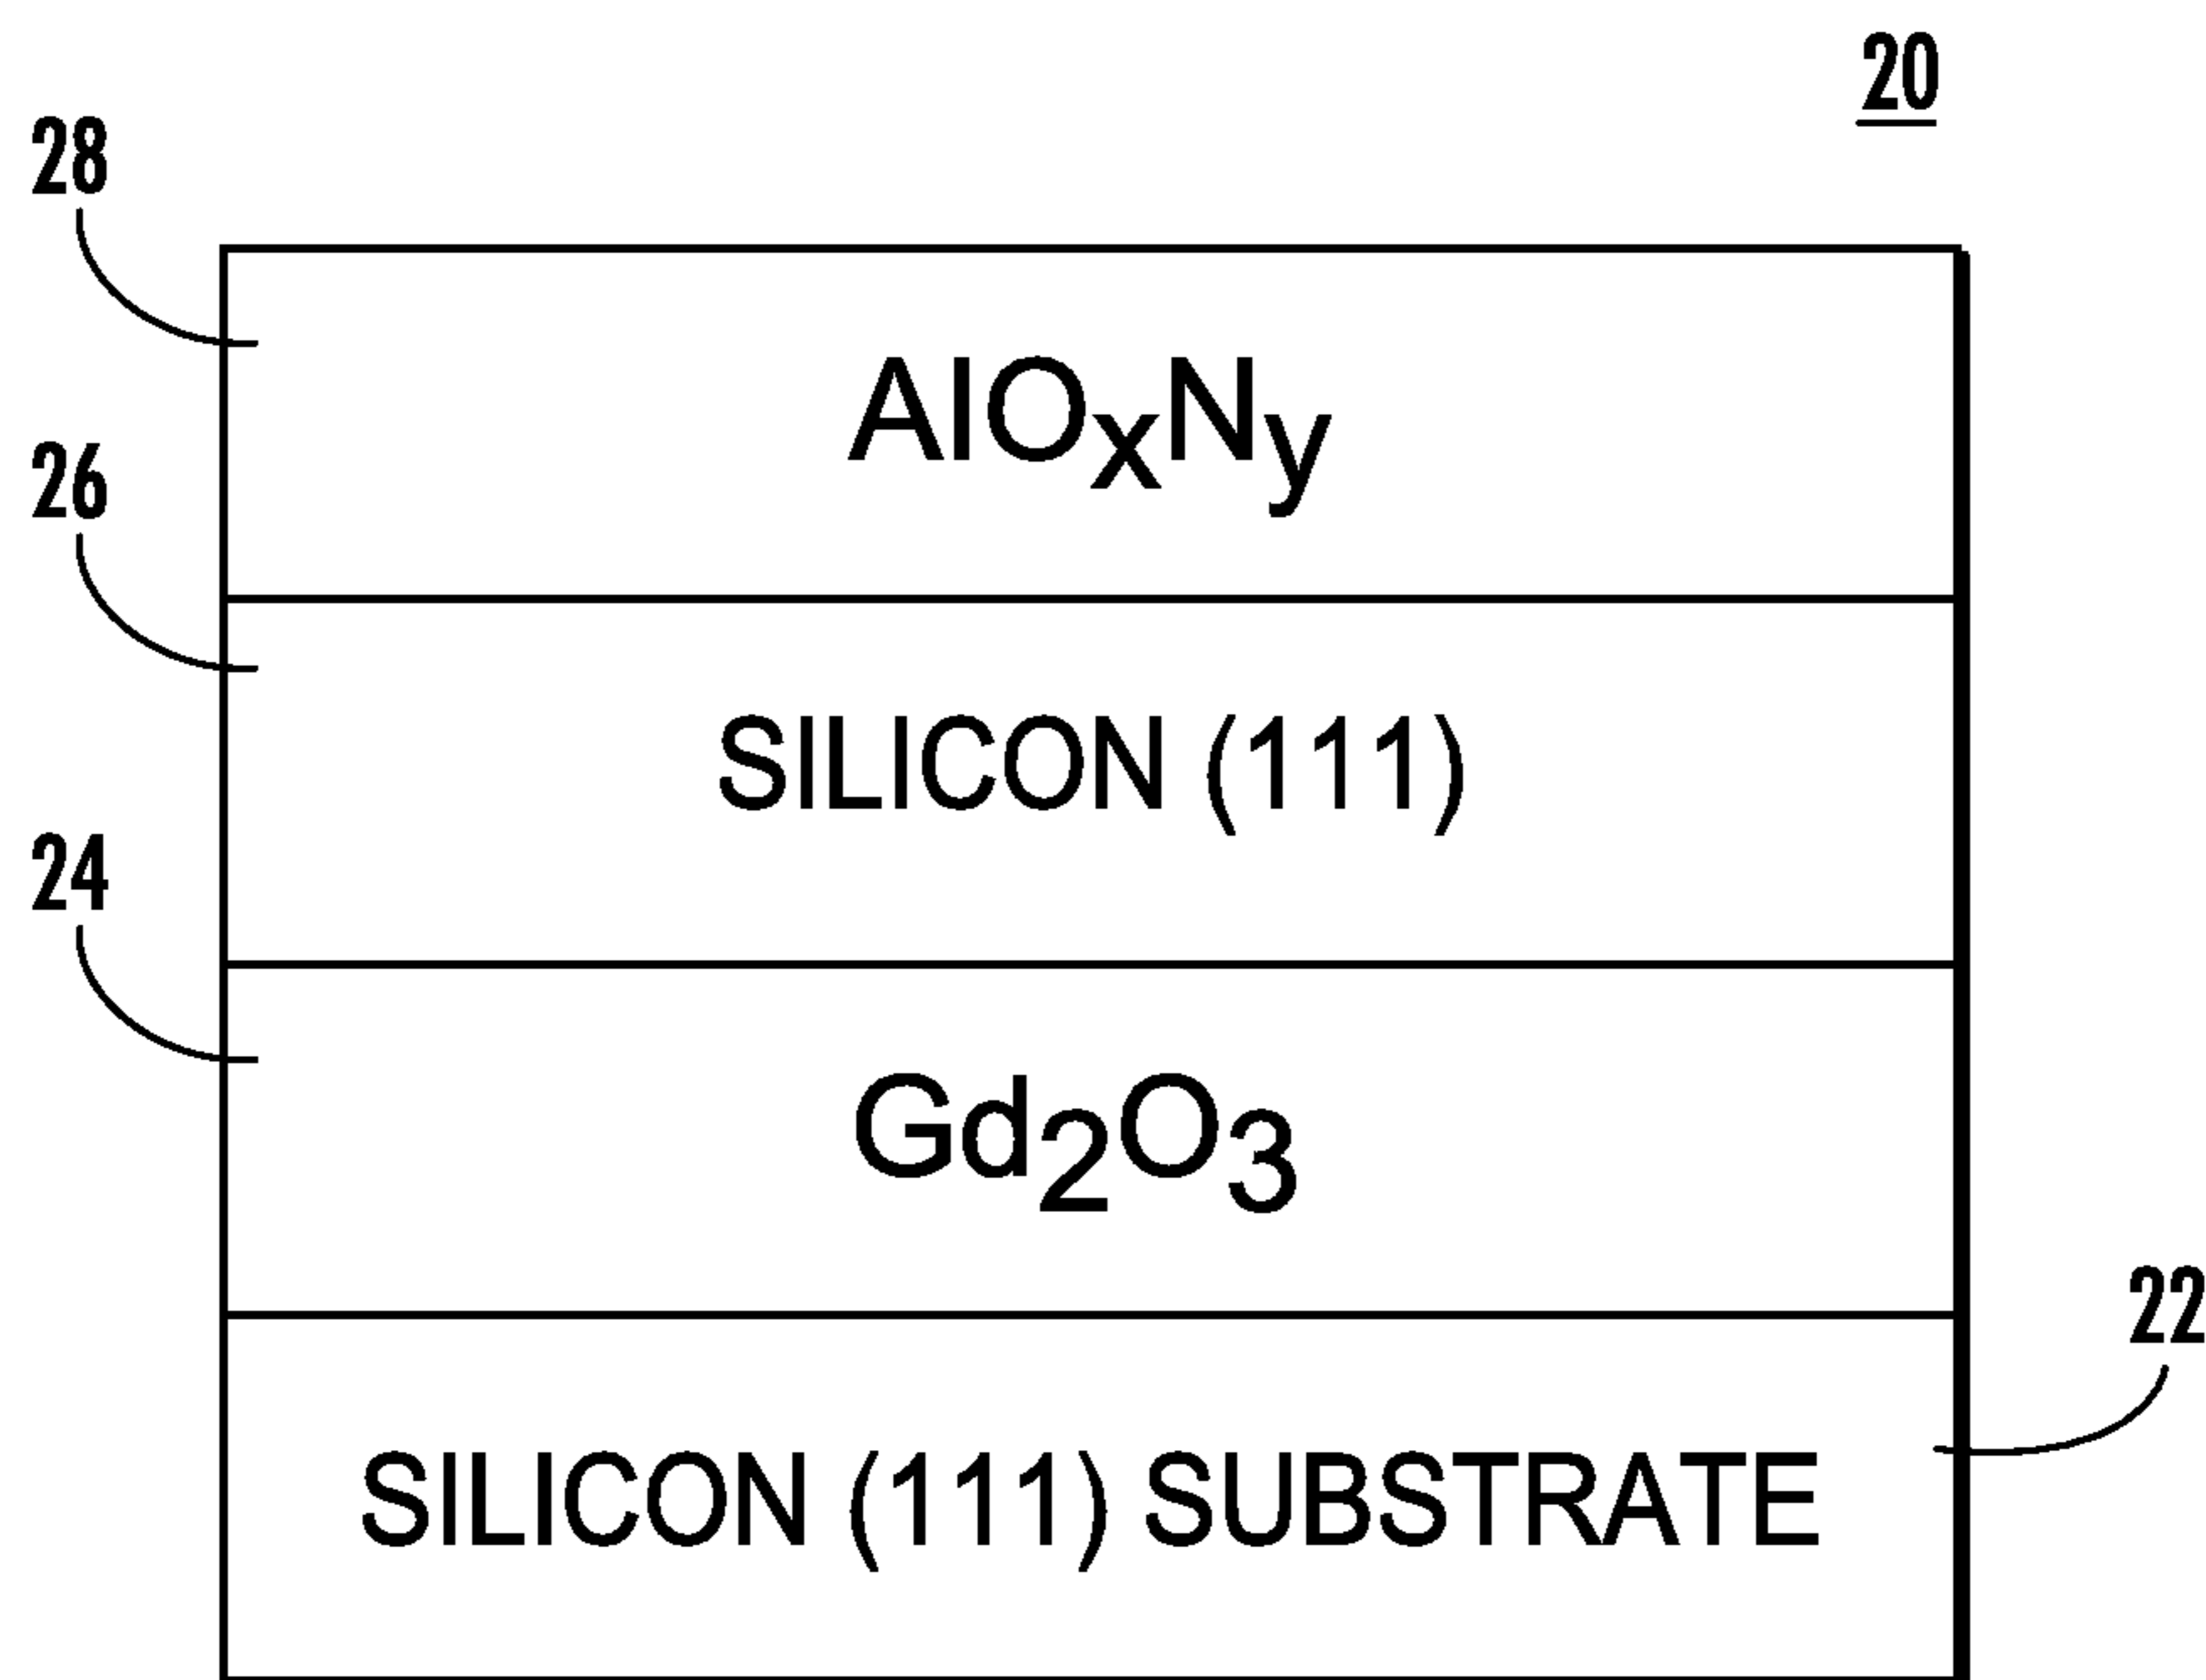 20
28
AlOxNy
26
SILICON (111)
24
Gd2O3
22
SILICON (111) SUBSTRATE